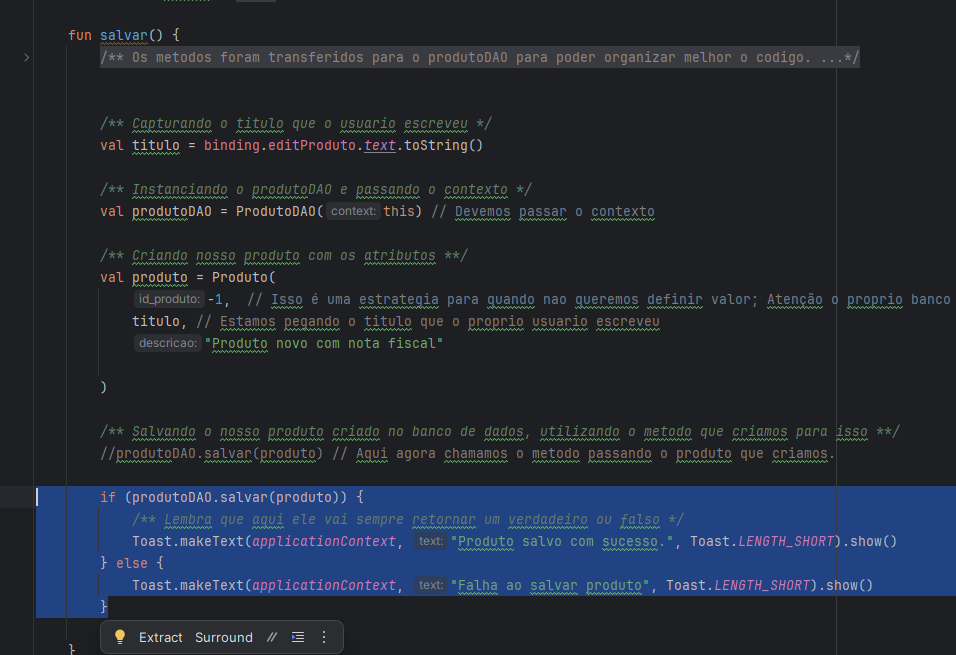 fun salvar() {
/** Os metodos foram transferidos para o produtoDAO para poder organizar melhor o codigo. ...*/
/** Capturando o titulo que o usuario escreveu */
val titulo = binding.editProduto.text.toString()
/** Instanciando o produtoDAO e passando o contexto */
val produtoDAO = ProdutoDAO( context: this) // Devemos passar o contexto
/** Criando nosso produto com os atributos **/
val produto = Produto(
id_produto: -1,  // Isso é uma estrategia para quando nao queremos definir valor; Atenção o proprio banco
titulo, // Estamos pegando o titulo que o proprio usuario escreveu
descricao: "Produto novo com nota fiscal"
)
/** Salvando o nosso produto criado no banco de dados, utilizando o metodo que criamos para isso **/
//produtoDAO.salvar(produto) // Aqui agora chamamos o metodo passando o produto que criamos.
if (produtoDAO.salvar(produto)) {
/** Lembra que aqui ele vai sempre retornar um verdadeiro ou falso */
Toast.makeText(applicationContext, text: "Produto salvo com sucesso.", Toast.LENGTH_SHORT).show()
} else {
Toast.makeText(applicationContext, text: "Falha ao salvar produto", Toast.LENGTH_SHORT).show()
}
Extract Surround //
}